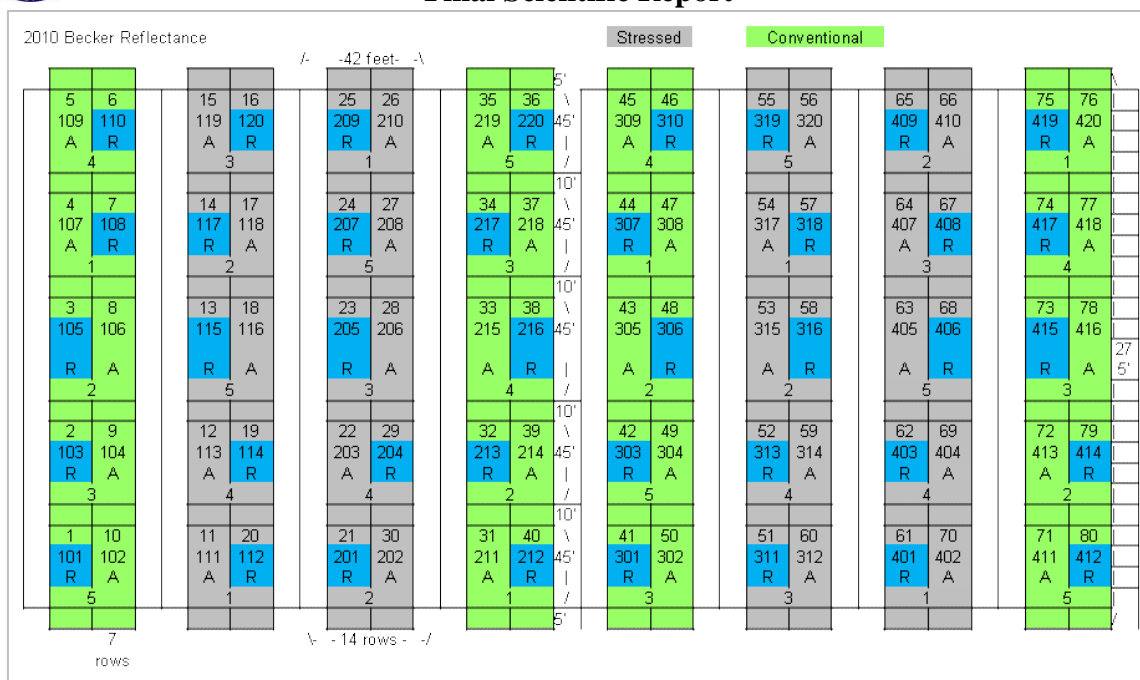 Final Scientific Report
2010 Becker Reflectance Stressed Conventional
/- -42 feet- -\
5' \
5 6 15 16 25 26 35 36 \ 45 46 55 56 65 66 75 76
109 110 119 120 209 210 219 220 45' 309 310 319 320 409 410 419 420
A R A R R A A R | A R R A R A R A
4 3 1 5 / 4 5 2 1
10'
4 7 14 17 24 27 34 37 \ 44 47 54 57 64 67 74 77
107 108 117 118 207 208 217 218 45' 307 308 317 318 407 408 417 418
A R R A R A R A | R A A R A R R A
1 2 5 3 / 1 1 3 4
10'
3 8 13 18 23 28 33 38 \ 43 48 53 58 63 68 73 78
105 106 115 116 205 206 215 216 45' 305 306 315 316 405 406 415 416
27
R A R A R A A R | A R A R A R R A 5'
2 5 3 4 / 2 2 5 3
10'
2 9 12 19 22 29 32 39 \ 42 49 52 59 62 69 72 79
103 104 113 114 203 204 213 214 45' 303 304 313 314 403 404 413 414
R A A R A R R A | R A R A R A A R
3 4 4 2 / 5 4 4 2
10'
1 10 11 20 21 30 31 40 \ 41 50 51 60 61 70 71 80
101 102 111 112 201 202 211 212 45' 301 302 311 312 401 402 411 412
R A A R R A A R | R A R A R A A R
5 1 2 1 / 3 3 1 5
5' /
7 \- - 14 rows - -/
rows